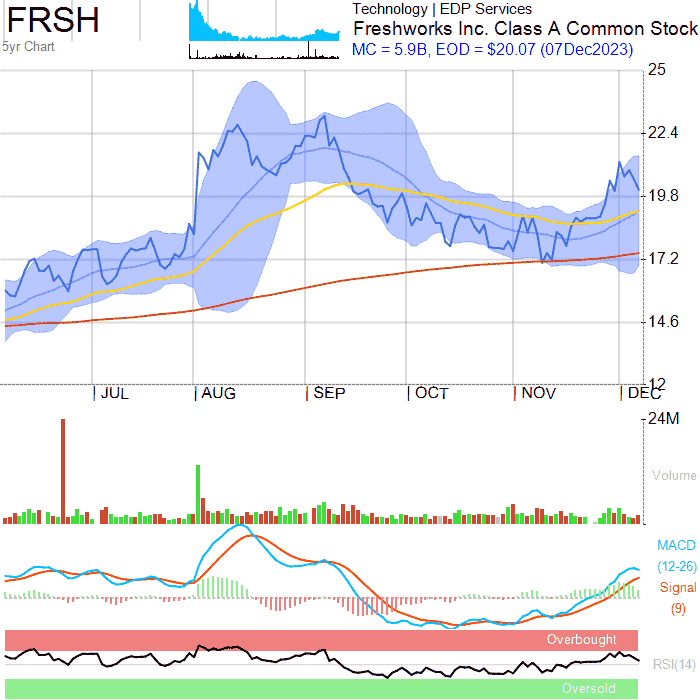 FRSH
5yr Chart
Technology | EDP Services
Freshworks Inc. Class A Common Stock
MC = 5.9B, EOD = $20.07 (07Dec2023)
25
22.4
19.8
17.2
14.6
12
JUL
AUG
SEP
OCT
NOV
DEC
24M
Volume
MACD
(12-26)
Signal
(9)
Overbought
RSI(14)
Oversold